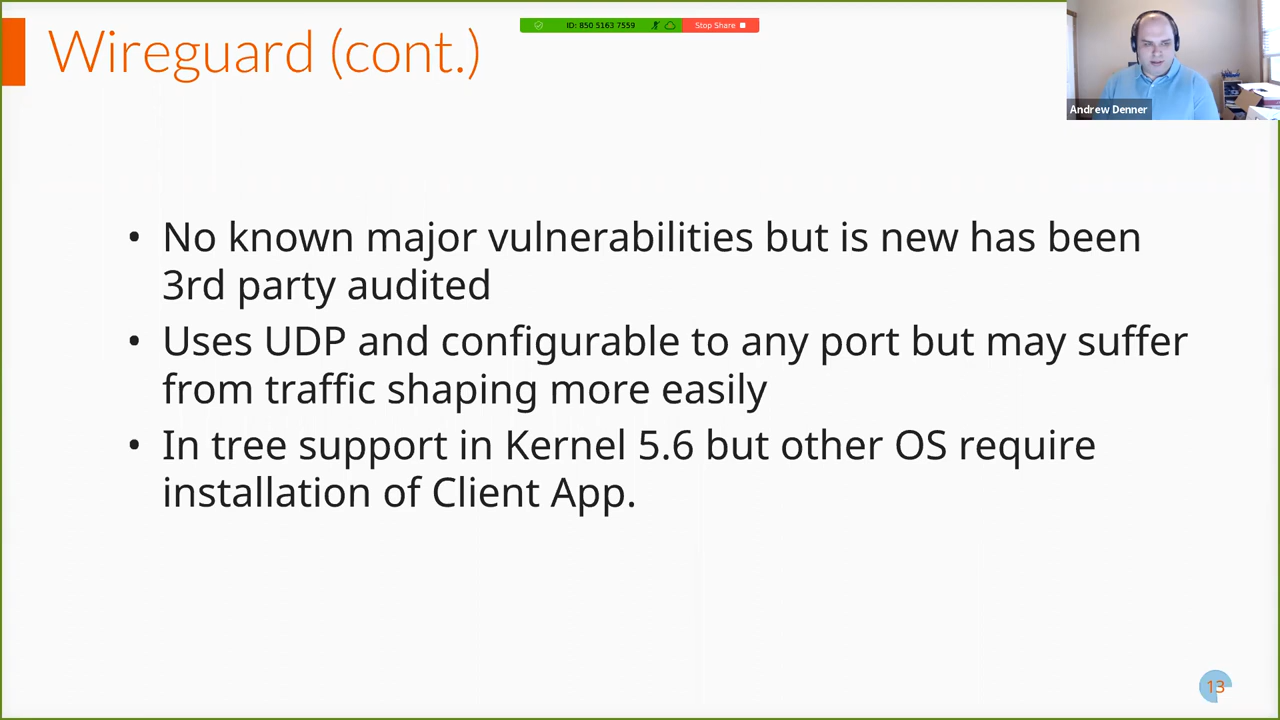 Wireguard (cont.)
ID: 850 5163 7559
Stop Share
Andrew Denner
• No known major vulnerabilities but is new has been
3rd party audited
• Uses UDP and configurable to any port but may suffer
from traffic shaping more easily
• In tree support in Kernel 5.6 but other OS require
installation of Client App.
13